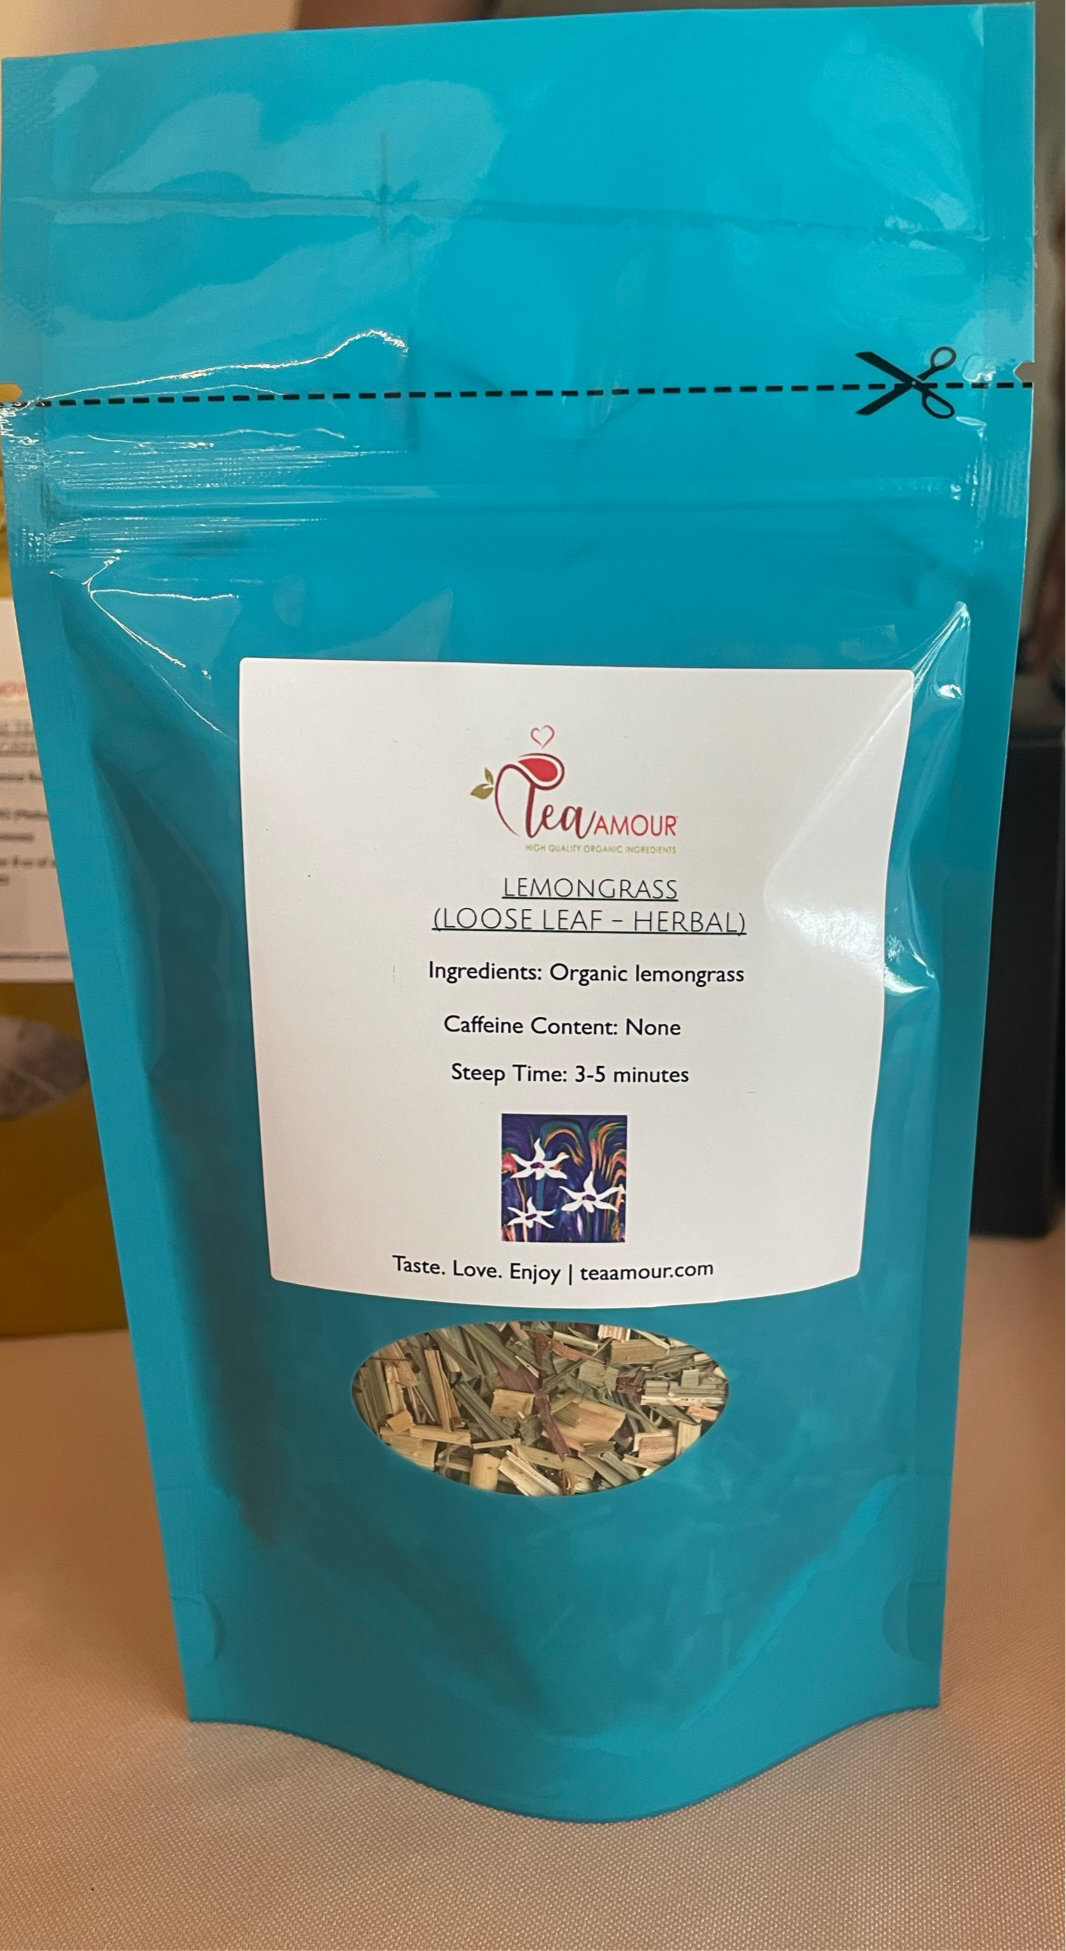 Tea AMOUR
HIGH QUALITY ORGANIC INGREDIENTS
LEMONGRASS
(LOOSE LEAF - HERBAL)
Ingredients: Organic lemongrass
Caffeine Content: None
Steep Time: 3-5 minutes
Taste. Love. Enjoy | teaamour.com